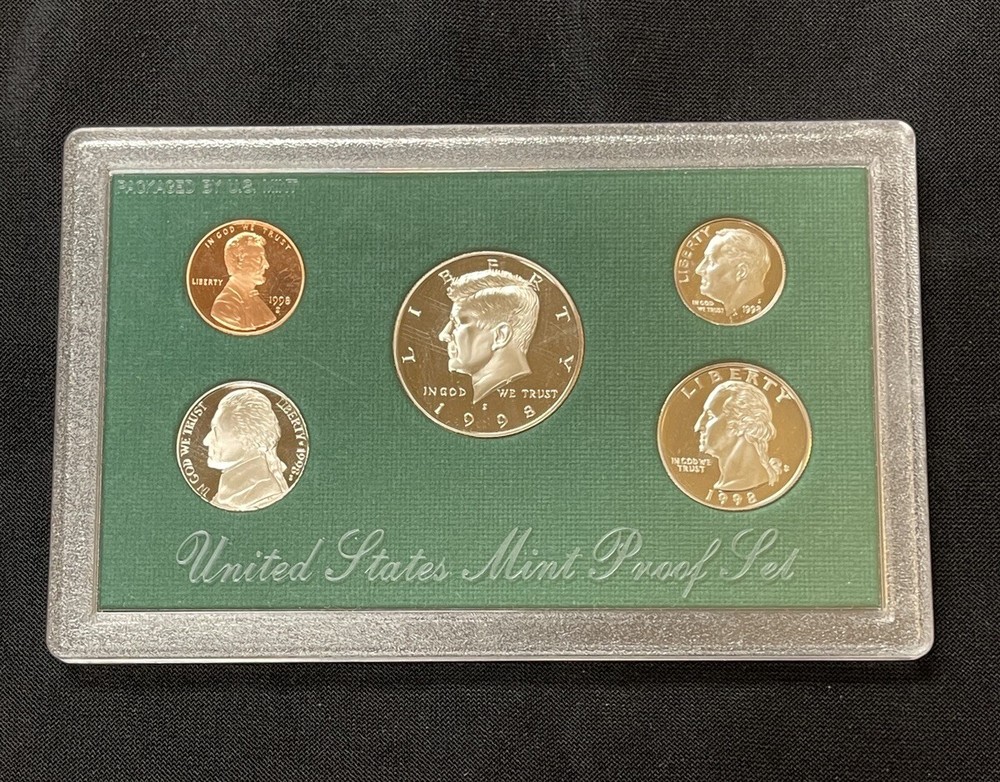 PACKAGED BY U.S. MINT
IN GOD WE TRUST
LIBERTY
1998
S
LIBERTY
IN GOD WE TRUST
S
1998
LIBERTY
IN GOD
WE TRUST
S
1998
IN GOD WE TRUST
LIBERTY • 1998
LIBERTY
IN GOD WE
TRUST
S
1998
United States Mint Proof Set